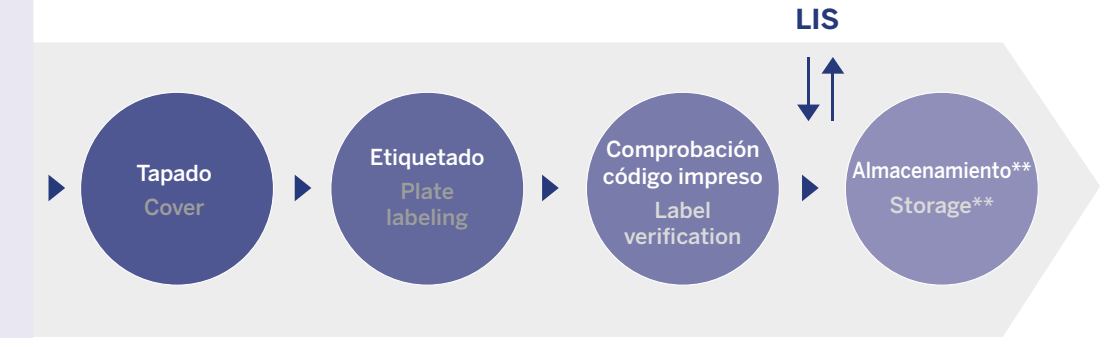 LIS
Tapado
Cover
Etiquetado
Plate
labeling
Comprobación
código impreso
Label
verification
Almacenamiento**
Storage**